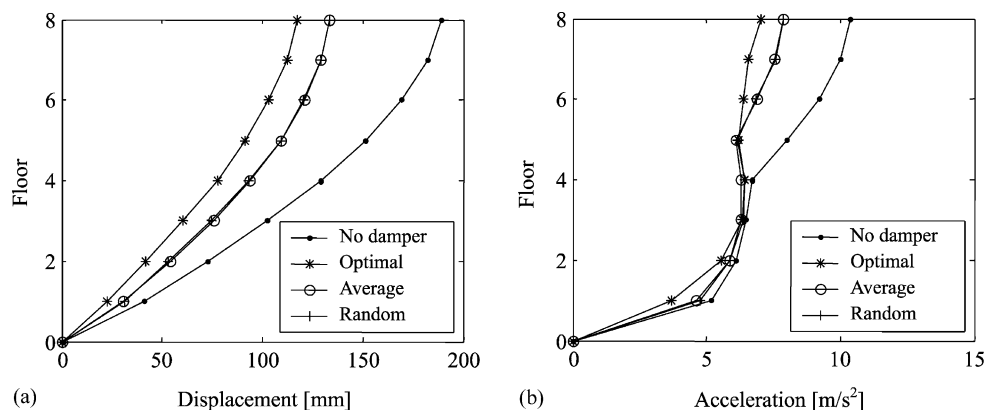 8
6
4
2
0
Floor
No damper
Optimal
Average
Random
0
50
100
150
200
(a)
Displacement [mm]
8
6
4
2
0
Floor
No damper
Optimal
Average
Random
0
5
10
15
(b)
Acceleration [m/s²]